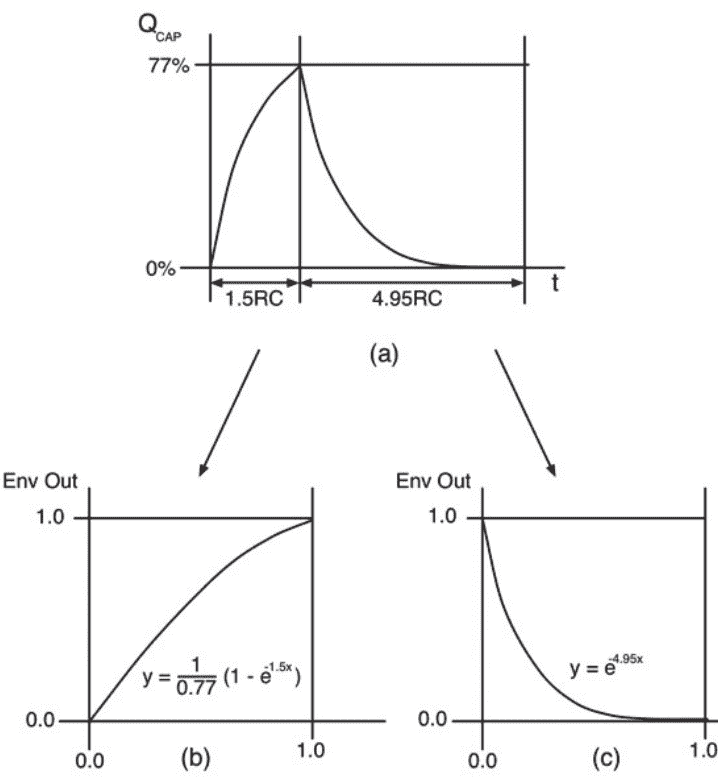 Q_CAP
77%
0%
1.5RC
4.95RC
t
(a)
Env Out
1.0
y = 1/0.77 (1 - e^-1.5x)
0.0
0.0
(b)
1.0
Env Out
1.0
y = e^-4.95x
0.0
0.0
(c)
1.0